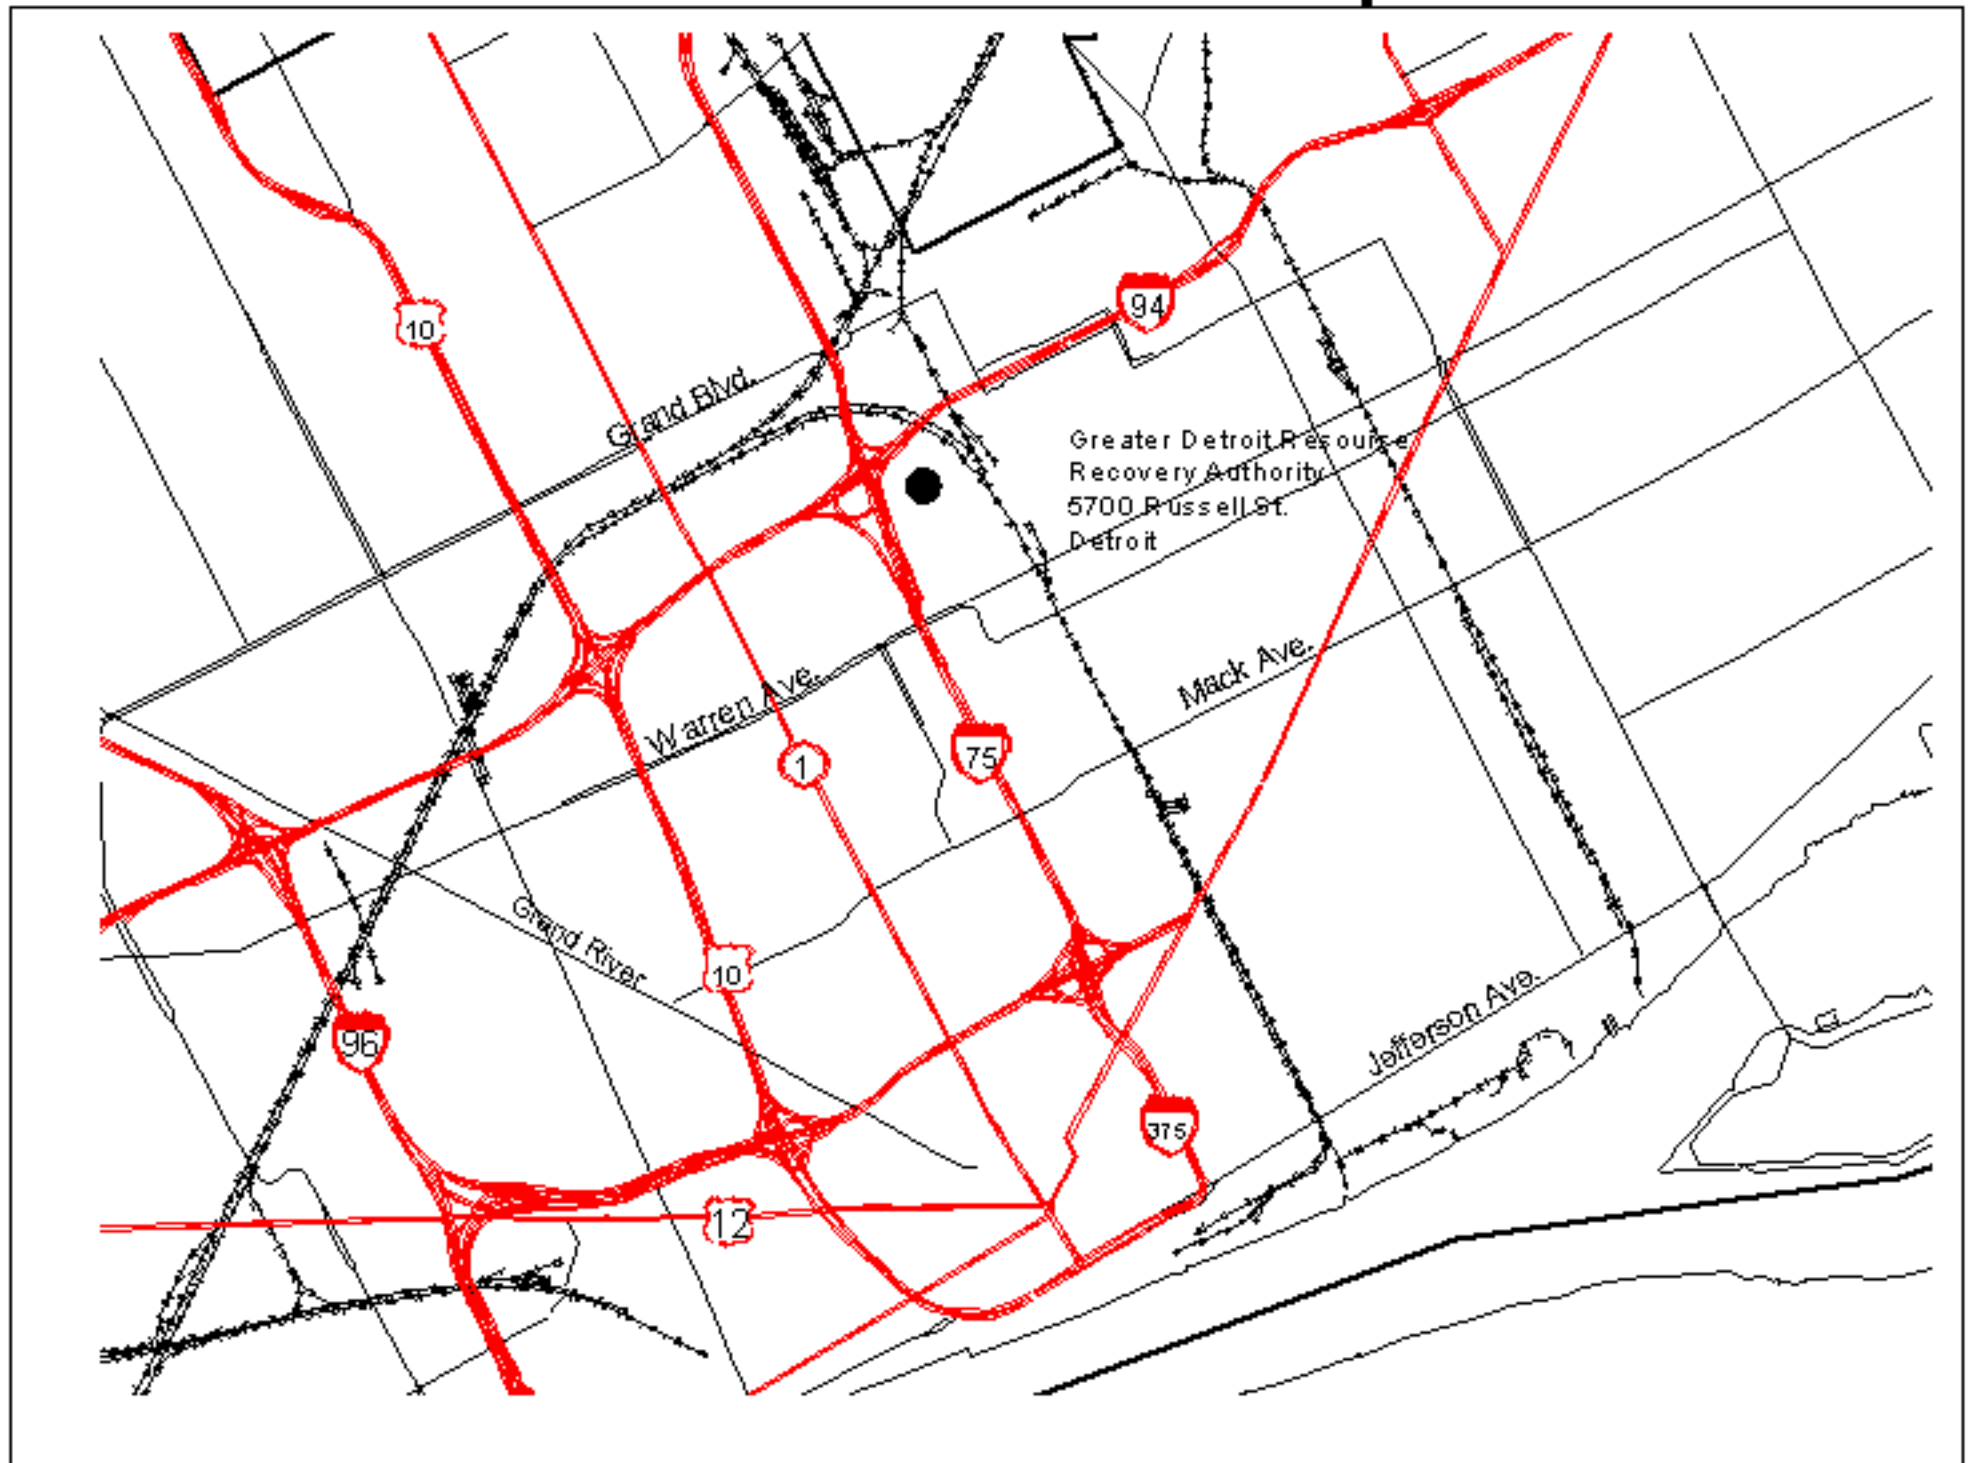 94
10
Grand Blvd.
Greater Detroit Resource
Recovery Authority
5700 Russell St.
Detroit
Mack Ave.
Warren Ave.
75
1
Grand River
10
Jefferson Ave.
96
375
12